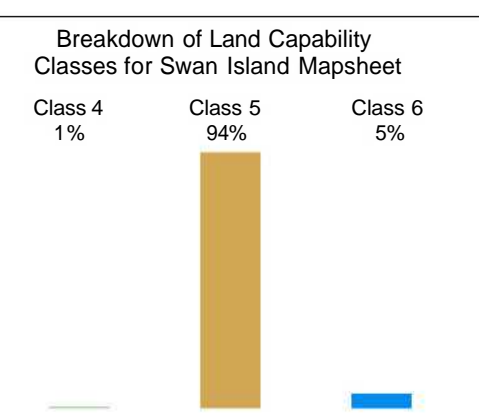 Breakdown of Land Capability
Classes for Swan Island Mapsheet
Class 4 Class 5 Class 6
1% 94% 5%